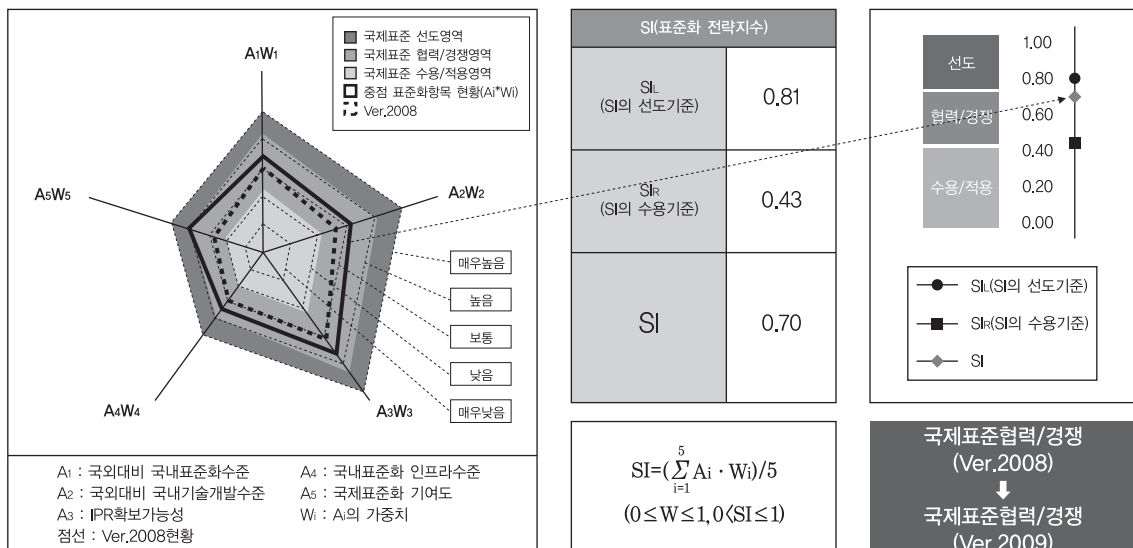 국제표준 선도영역
국제표준 협력/경쟁영역
국제표준 수용/적용영역
중점 표준화항목 현황(Ai*Wi)
Ver.2008
A₁W₁
A₂W₂
A₃W₃
A₄W₄
A₅W₅
매우높음
높음
보통
낮음
매우낮음
A₁ : 국외대비 국내표준화수준
A₂ : 국외대비 국내기술개발수준
A₃ : IPR확보가능성
점선 : Ver.2008현황
A₄ : 국내표준화 인프라수준
A₅ : 국제표준화 기여도
Wᵢ : Aᵢ의 가중치
SI(표준화 전략지수)
SIL
(SI의 선도기준)
0.81
SIR
(SI의 수용기준)
0.43
SI
0.70
SI=(∑⁵ᵢ₌₁ Aᵢ · Wᵢ)/5
(0≤W≤1, 0<SI≤1)
선도
협력/경쟁
수용/적용
1.00
0.80
0.60
0.40
0.20
0.00
SIL(SI의 선도기준)
SIR(SI의 수용기준)
SI
국제표준협력/경쟁
(Ver.2008)
국제표준협력/경쟁
(Ver.2009)